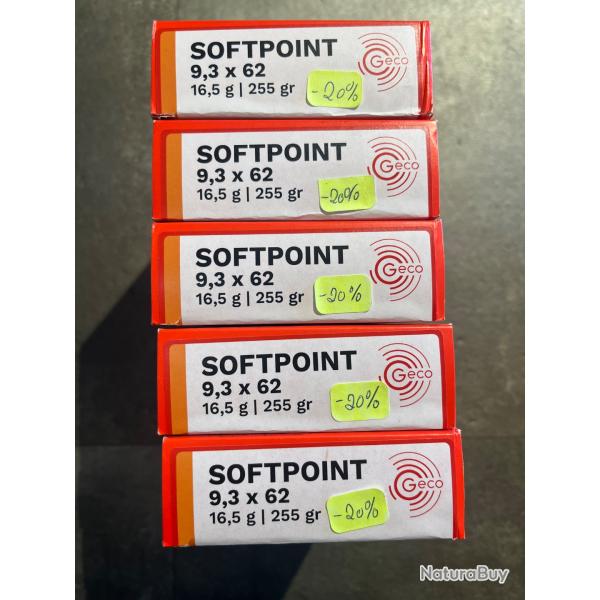 SOFTPOINT
9,3 x 62
16,5 g | 255 gr
-20%
Geco
SOFTPOINT
9,3 x 62
16,5 g | 255 gr
-20%
Geco
SOFTPOINT
9,3 x 62
16,5 g | 255 gr
-20%
Geco
SOFTPOINT
9,3 x 62
16,5 g | 255 gr
-20%
Geco
SOFTPOINT
9,3 x 62
16,5 g | 255 gr
-20%
Geco
NaturaBuy